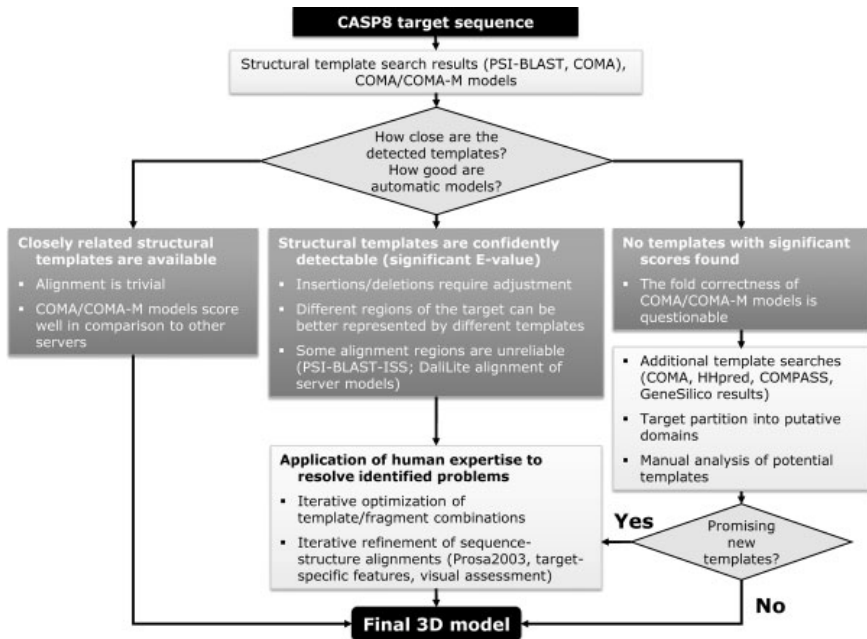 CASP8 target sequence
Structural template search results (PSI-BLAST, COMA),
COMA/COMA-M models
How close are the
detected templates?
How good are
automatic models?
Closely related structural
templates are available
▪ Alignment is trivial
▪ COMA/COMA-M models score
well in comparison to other
servers
Structural templates are confidently
detectable (significant E-value)
▪ Insertions/deletions require adjustment
▪ Different regions of the target can be
better represented by different templates
▪ Some alignment regions are unreliable
(PSI-BLAST-ISS; DaliLite alignment of
server models)
No templates with significant
scores found
▪ The fold correctness of
COMA/COMA-M models is
questionable
▪ Additional template searches
(COMA, HHpred, COMPASS,
GeneSilico results)
▪ Target partition into putative
domains
▪ Manual analysis of potential
templates
Application of human expertise to
resolve identified problems
▪ Iterative optimization of
template/fragment combinations
▪ Iterative refinement of sequence-
structure alignments (Prosa2003, target-
specific features, visual assessment)
Yes
Promising
new
templates?
No
Final 3D model